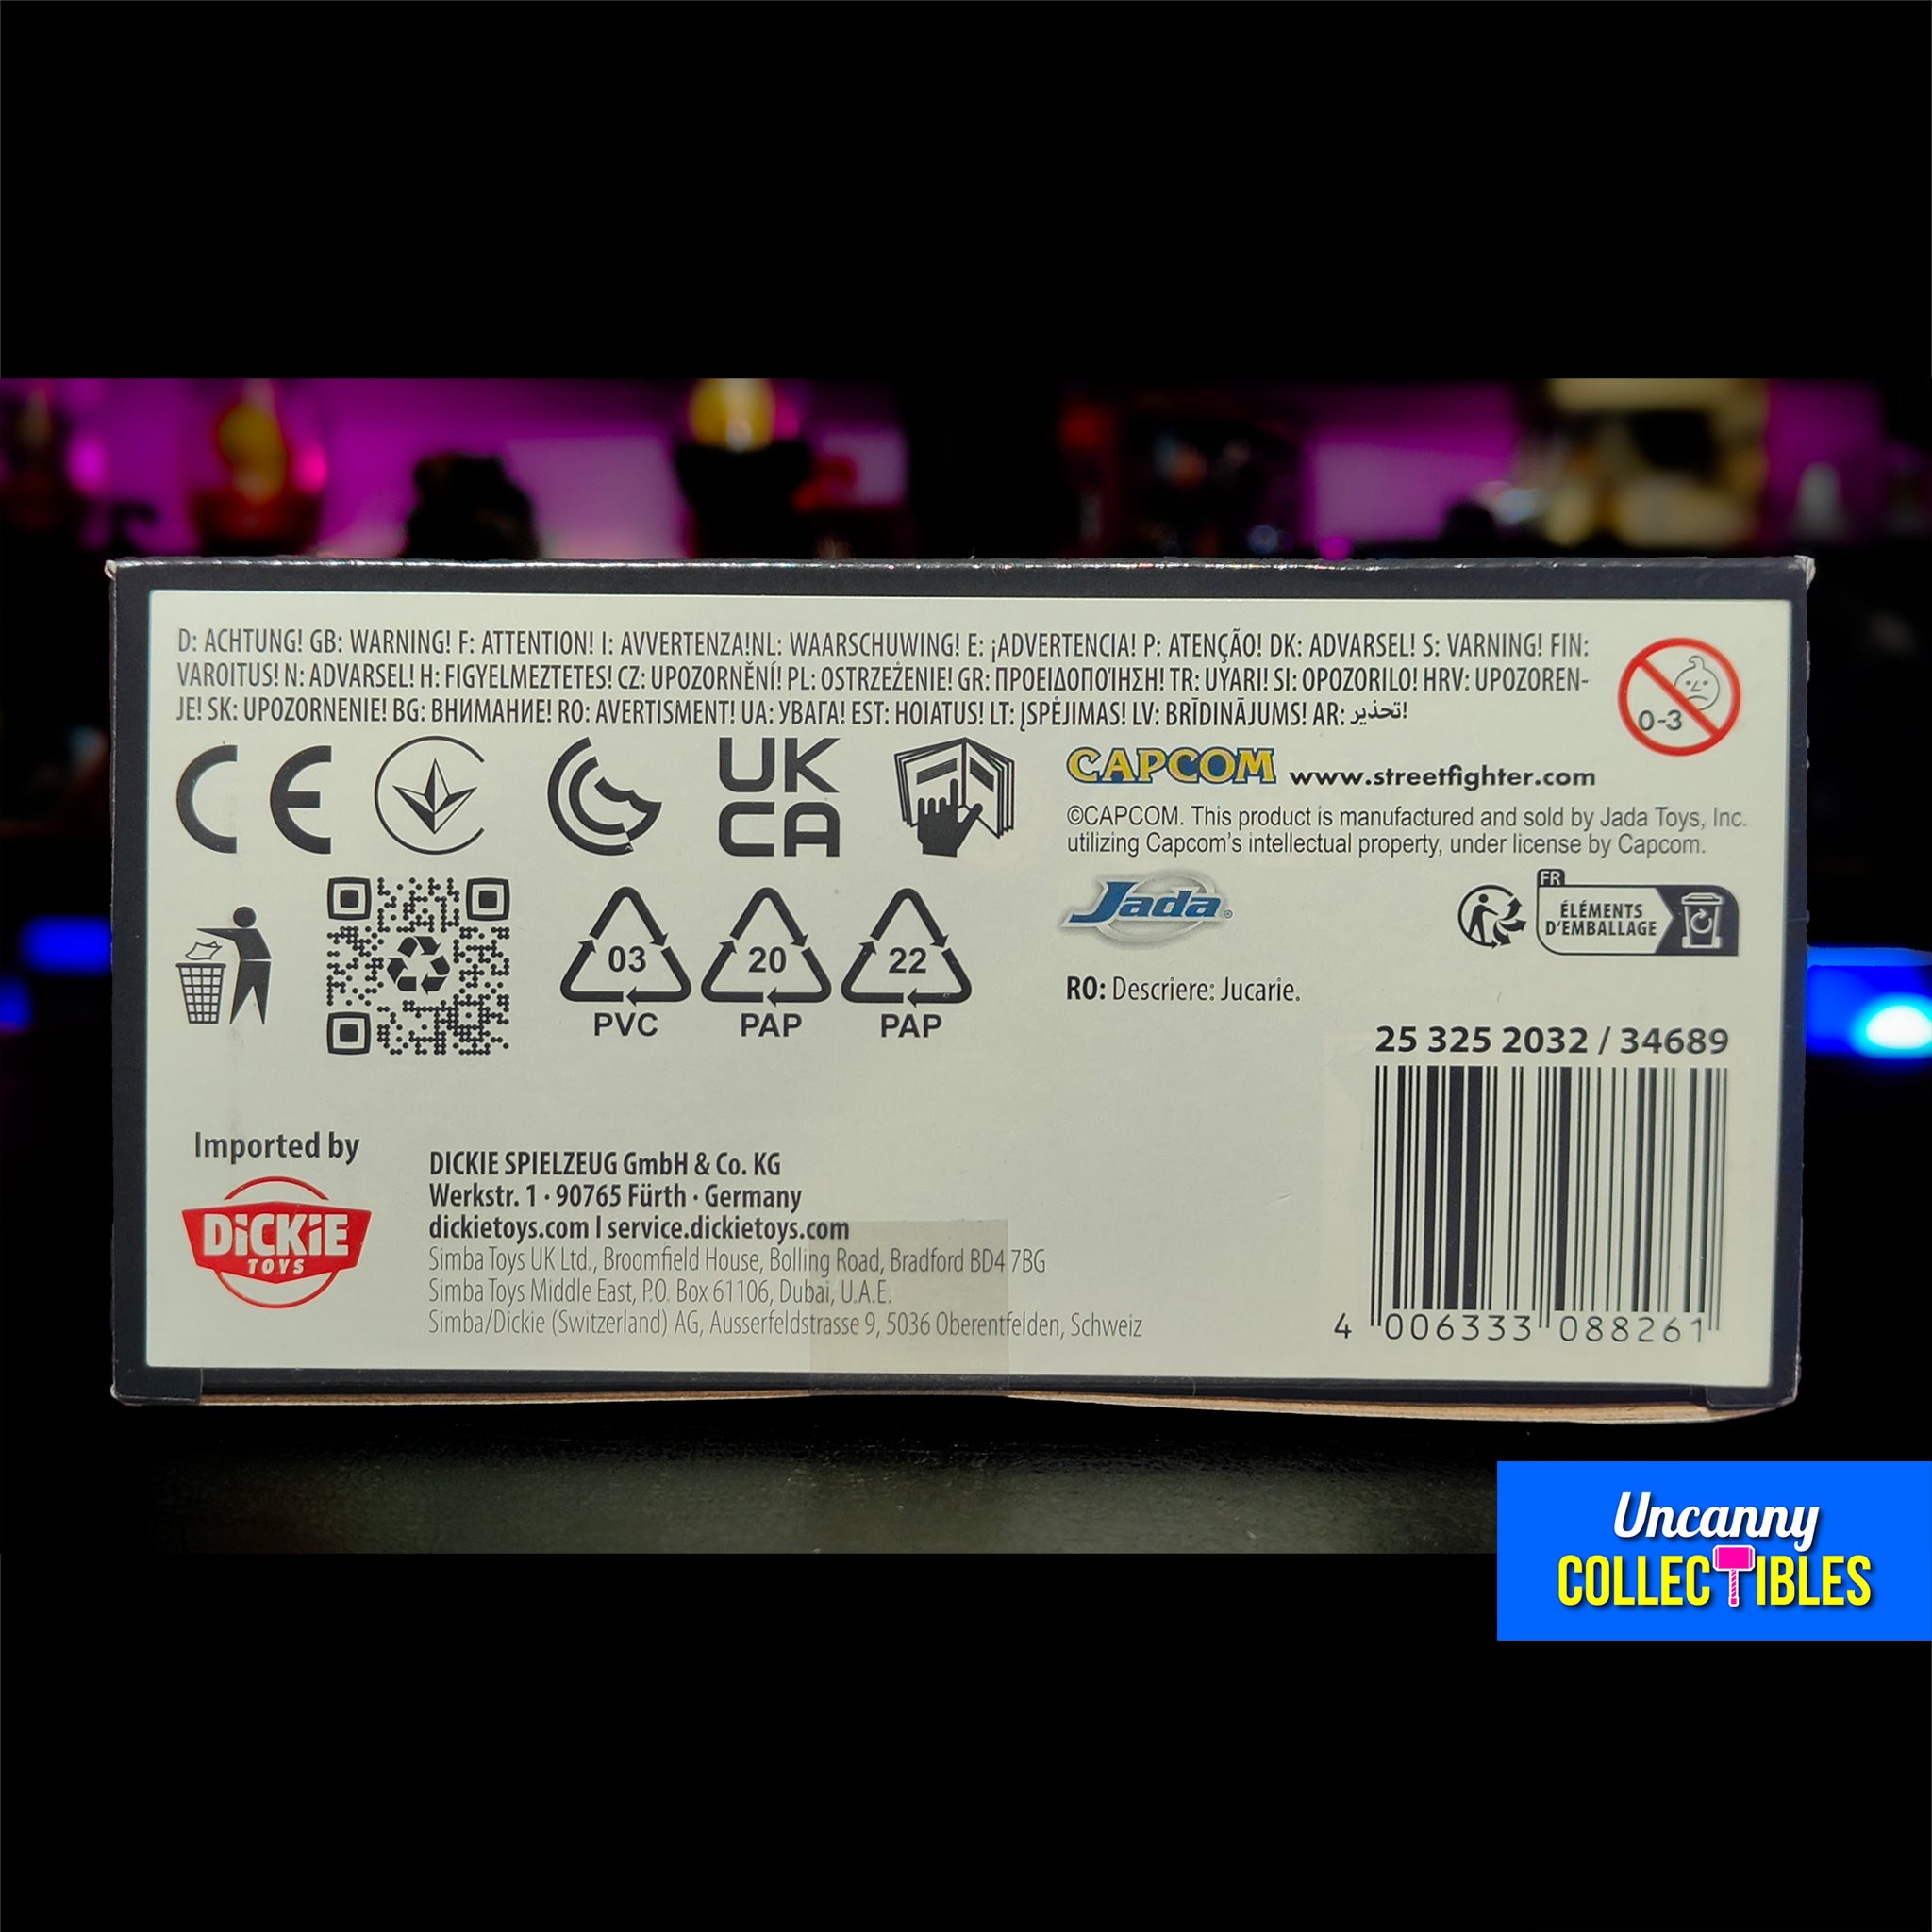 D: ACHTUNG! GB: WARNING! F: ATTENTION! I: AVVERTENZA!NL: WAARSCHUWING! E: ¡ADVERTENCIA! P: ATENÇÃO! DK: ADVARSEL! S: VARNING! FIN:
VAROITUS! N: ADVARSEL! H: FIGYELMEZTETES! CZ: UPOZORNĚNÍ! PL: OSTRZEŻENIE! GR: ΠΡΟΕΙΔΟΠΟΊΗΣΗ! TR: UYARI! SI: OPOZORILO! HRV: UPOZOREN-
JE! SK: UPOZORNENIE! BG: ВНИМАНИЕ! RO: AVERTISMENT! UA: УВАГА! EST: HOIATUS! LT: ĮSPĖJIMAS! LV: BRĪDINĀJUMS! AR: تحذير!
0-3
CE
UK
CA
CAPCOM www.streetfighter.com
©CAPCOM. This product is manufactured and sold by Jada Toys, Inc.
utilizing Capcom's intellectual property, under license by Capcom.
Jada®
FR
ÉLÉMENTS
D'EMBALLAGE
03 20 22
PVC PAP PAP
RO: Descriere: Jucarie.
25 325 2032 / 34689
4 006333 088261
Imported by
DICKIE
TOYS
DICKIE SPIELZEUG GmbH & Co. KG
Werkstr. 1 · 90765 Fürth · Germany
dickietoys.com I service.dickietoys.com
Simba Toys UK Ltd., Broomfield House, Bolling Road, Bradford BD4 7BG
Simba Toys Middle East, P.O. Box 61106, Dubai, U.A.E.
Simba/Dickie (Switzerland) AG, Ausserfeldstrasse 9, 5036 Oberentfelden, Schweiz
Uncanny
COLLECTIBLES